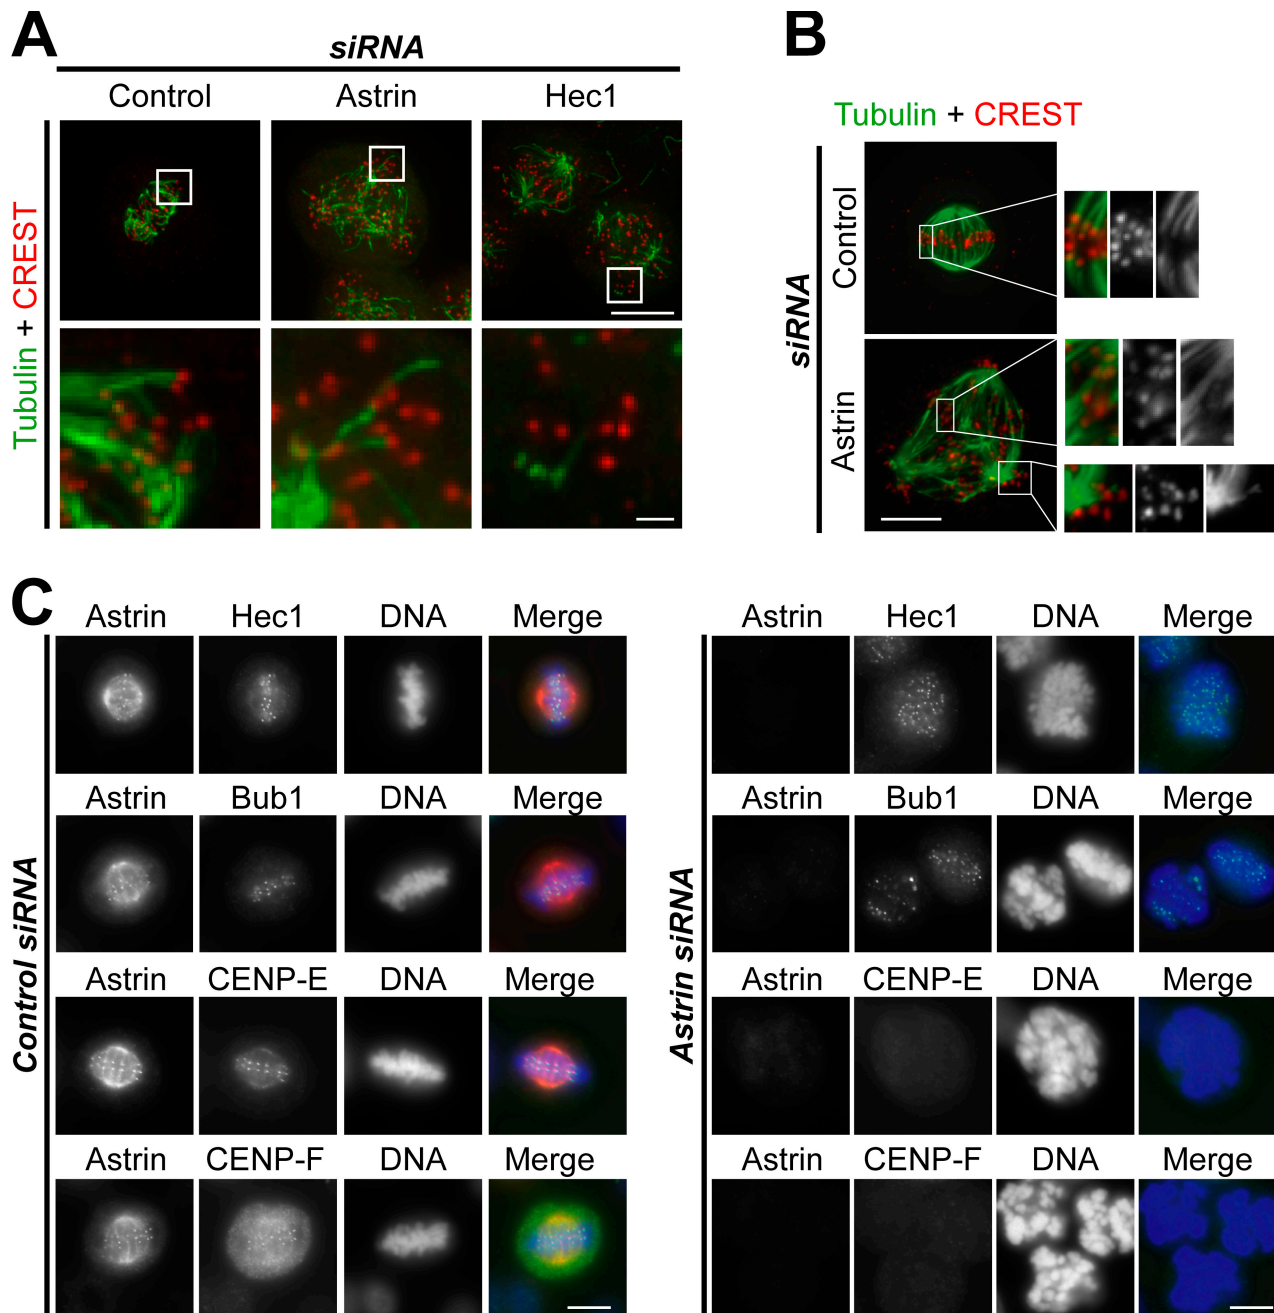 A
siRNA
Control Astrin Hec1
Tubulin + CREST
B
Tubulin + CREST
siRNA
Control
Astrin
C
Control siRNA
Astrin Hec1 DNA Merge
Astrin Bub1 DNA Merge
Astrin CENP-E DNA Merge
Astrin CENP-F DNA Merge
Astrin siRNA
Astrin Hec1 DNA Merge
Astrin Bub1 DNA Merge
Astrin CENP-E DNA Merge
Astrin CENP-F DNA Merge